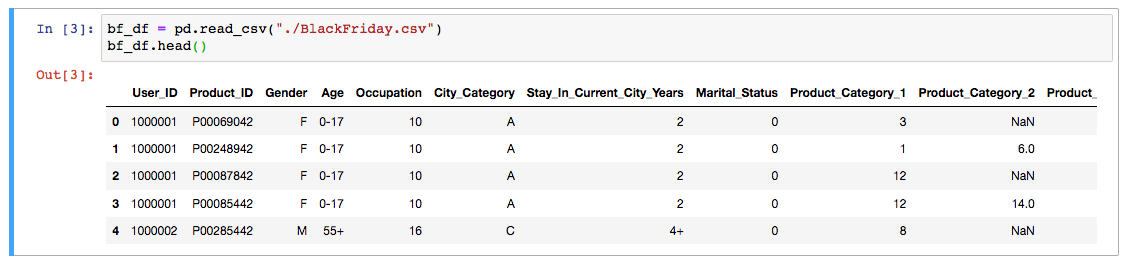 In [3]: bf_df = pd.read_csv("./BlackFriday.csv")
bf_df.head()
Out[3]:
User_ID Product_ID Gender Age Occupation City_Category Stay_In_Current_City_Years Marital_Status Product_Category_1 Product_Category_2 Product_
0 1000001 P00069042 F 0-17 10 A 2 0 3 NaN
1 1000001 P00248942 F 0-17 10 A 2 0 1 6.0
2 1000001 P00087842 F 0-17 10 A 2 0 12 NaN
3 1000001 P00085442 F 0-17 10 A 2 0 12 14.0
4 1000002 P00285442 M 55+ 16 C 4+ 0 8 NaN